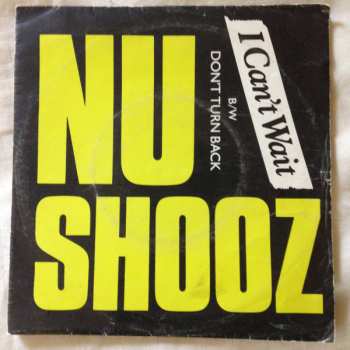 NU
SHOOZ
I Can't Wait
B/W
DON'T TURN BACK